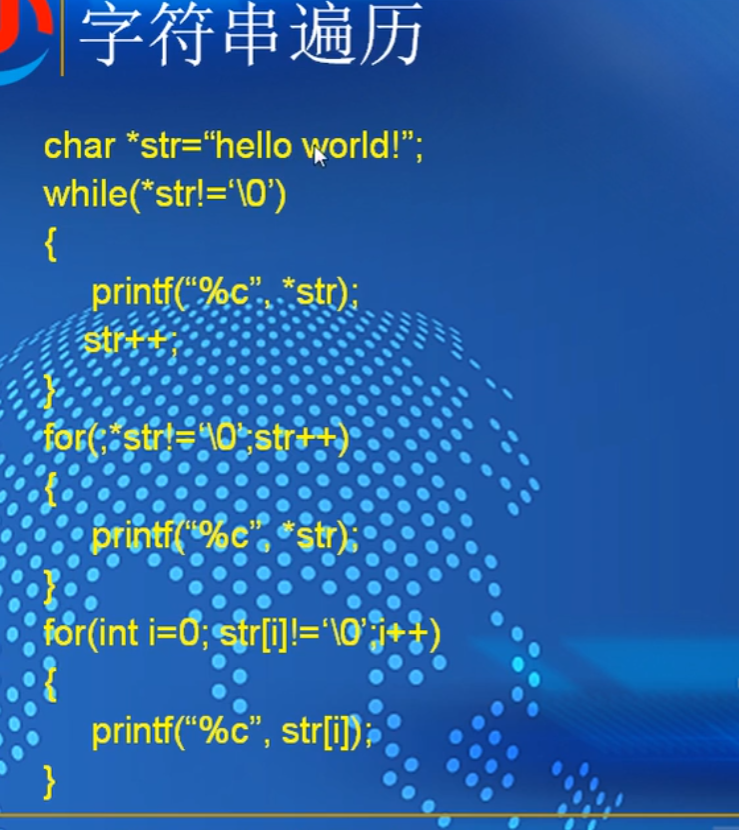 字符串遍历
char *str=“hello world!”;
while(*str!=‘\0’)
{
printf(“%c”, *str);
str++;
}
for(;*str!=‘\0’;str++)
{
printf(“%c”, *str);
}
for(int i=0; str[i]!=‘\0’;i++)
{
printf(“%c”, str[i]);
}